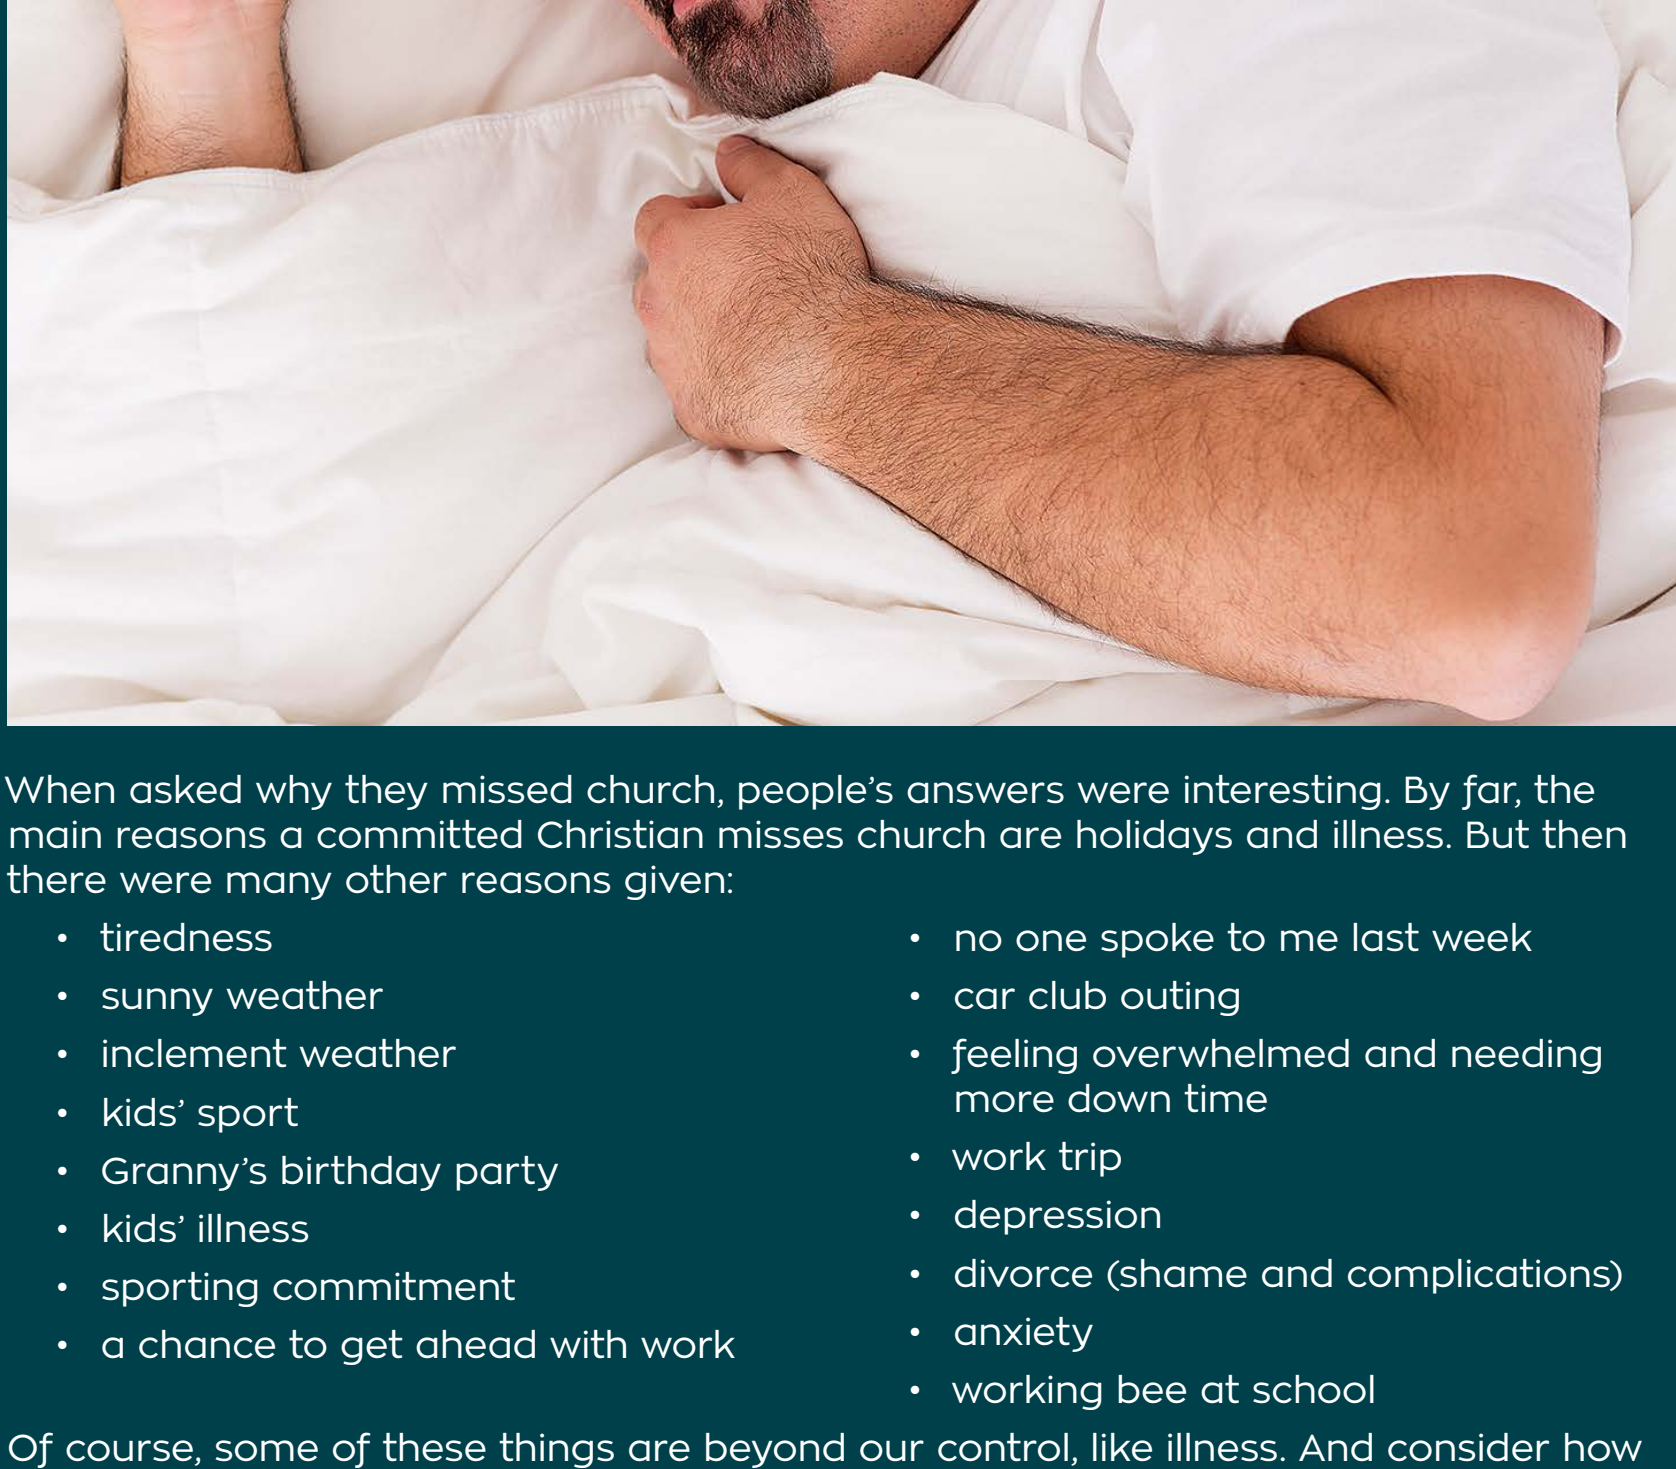 When asked why they missed church, people’s answers were interesting. By far, the
main reasons a committed Christian misses church are holidays and illness. But then
there were many other reasons given:
• tiredness
• sunny weather
• inclement weather
• kids’ sport
• Granny’s birthday party
• kids’ illness
• sporting commitment
• a chance to get ahead with work
• no one spoke to me last week
• car club outing
• feeling overwhelmed and needing
more down time
• work trip
• depression
• divorce (shame and complications)
• anxiety
• working bee at school
Of course, some of these things are beyond our control, like illness. And consider how